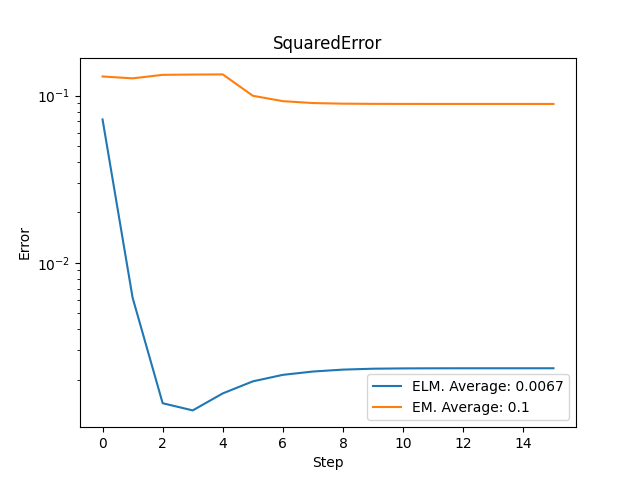 SquaredError
Error
10⁻¹
10⁻²
0 2 4 6 8 10 12 14
Step
ELM. Average: 0.0067
EM. Average: 0.1